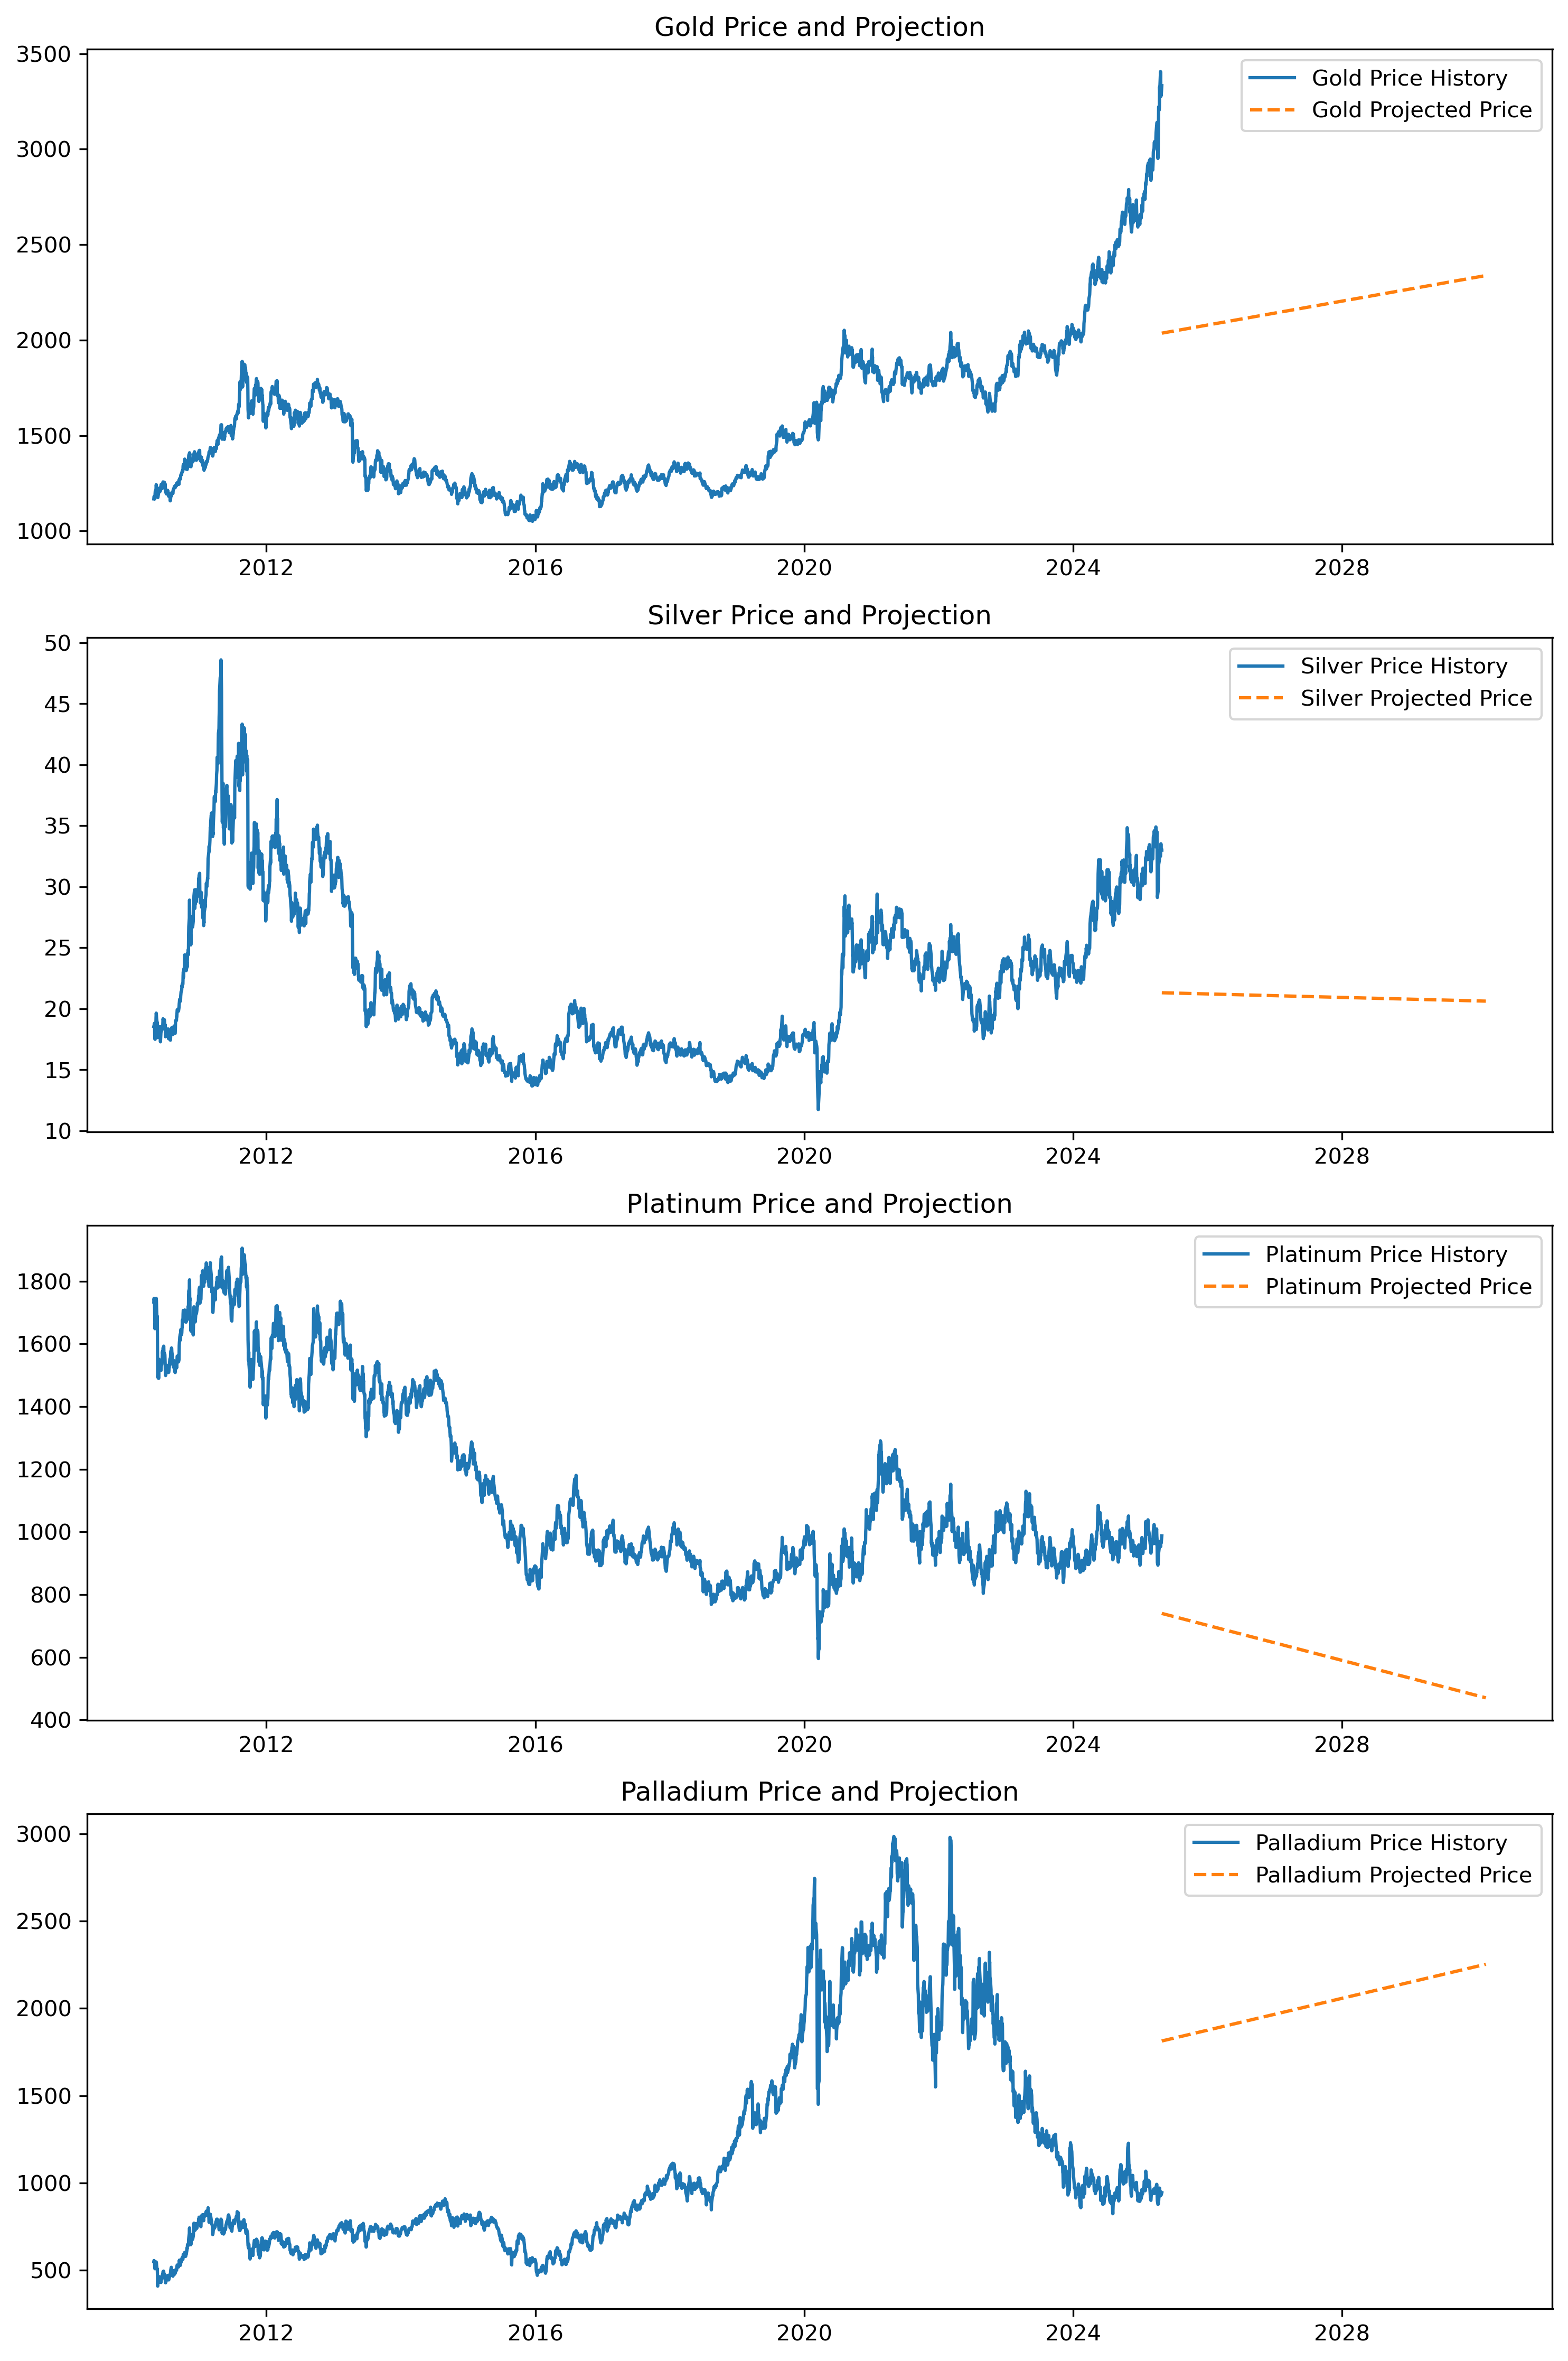 Gold Price and Projection
3500
3000
2500
2000
1500
1000
Gold Price History
Gold Projected Price
2012 2016 2020 2024 2028
Silver Price and Projection
50
45
40
35
30
25
20
15
10
Silver Price History
Silver Projected Price
2012 2016 2020 2024 2028
Platinum Price and Projection
1800
1600
1400
1200
1000
800
600
400
Platinum Price History
Platinum Projected Price
2012 2016 2020 2024 2028
Palladium Price and Projection
3000
2500
2000
1500
1000
500
Palladium Price History
Palladium Projected Price
2012 2016 2020 2024 2028